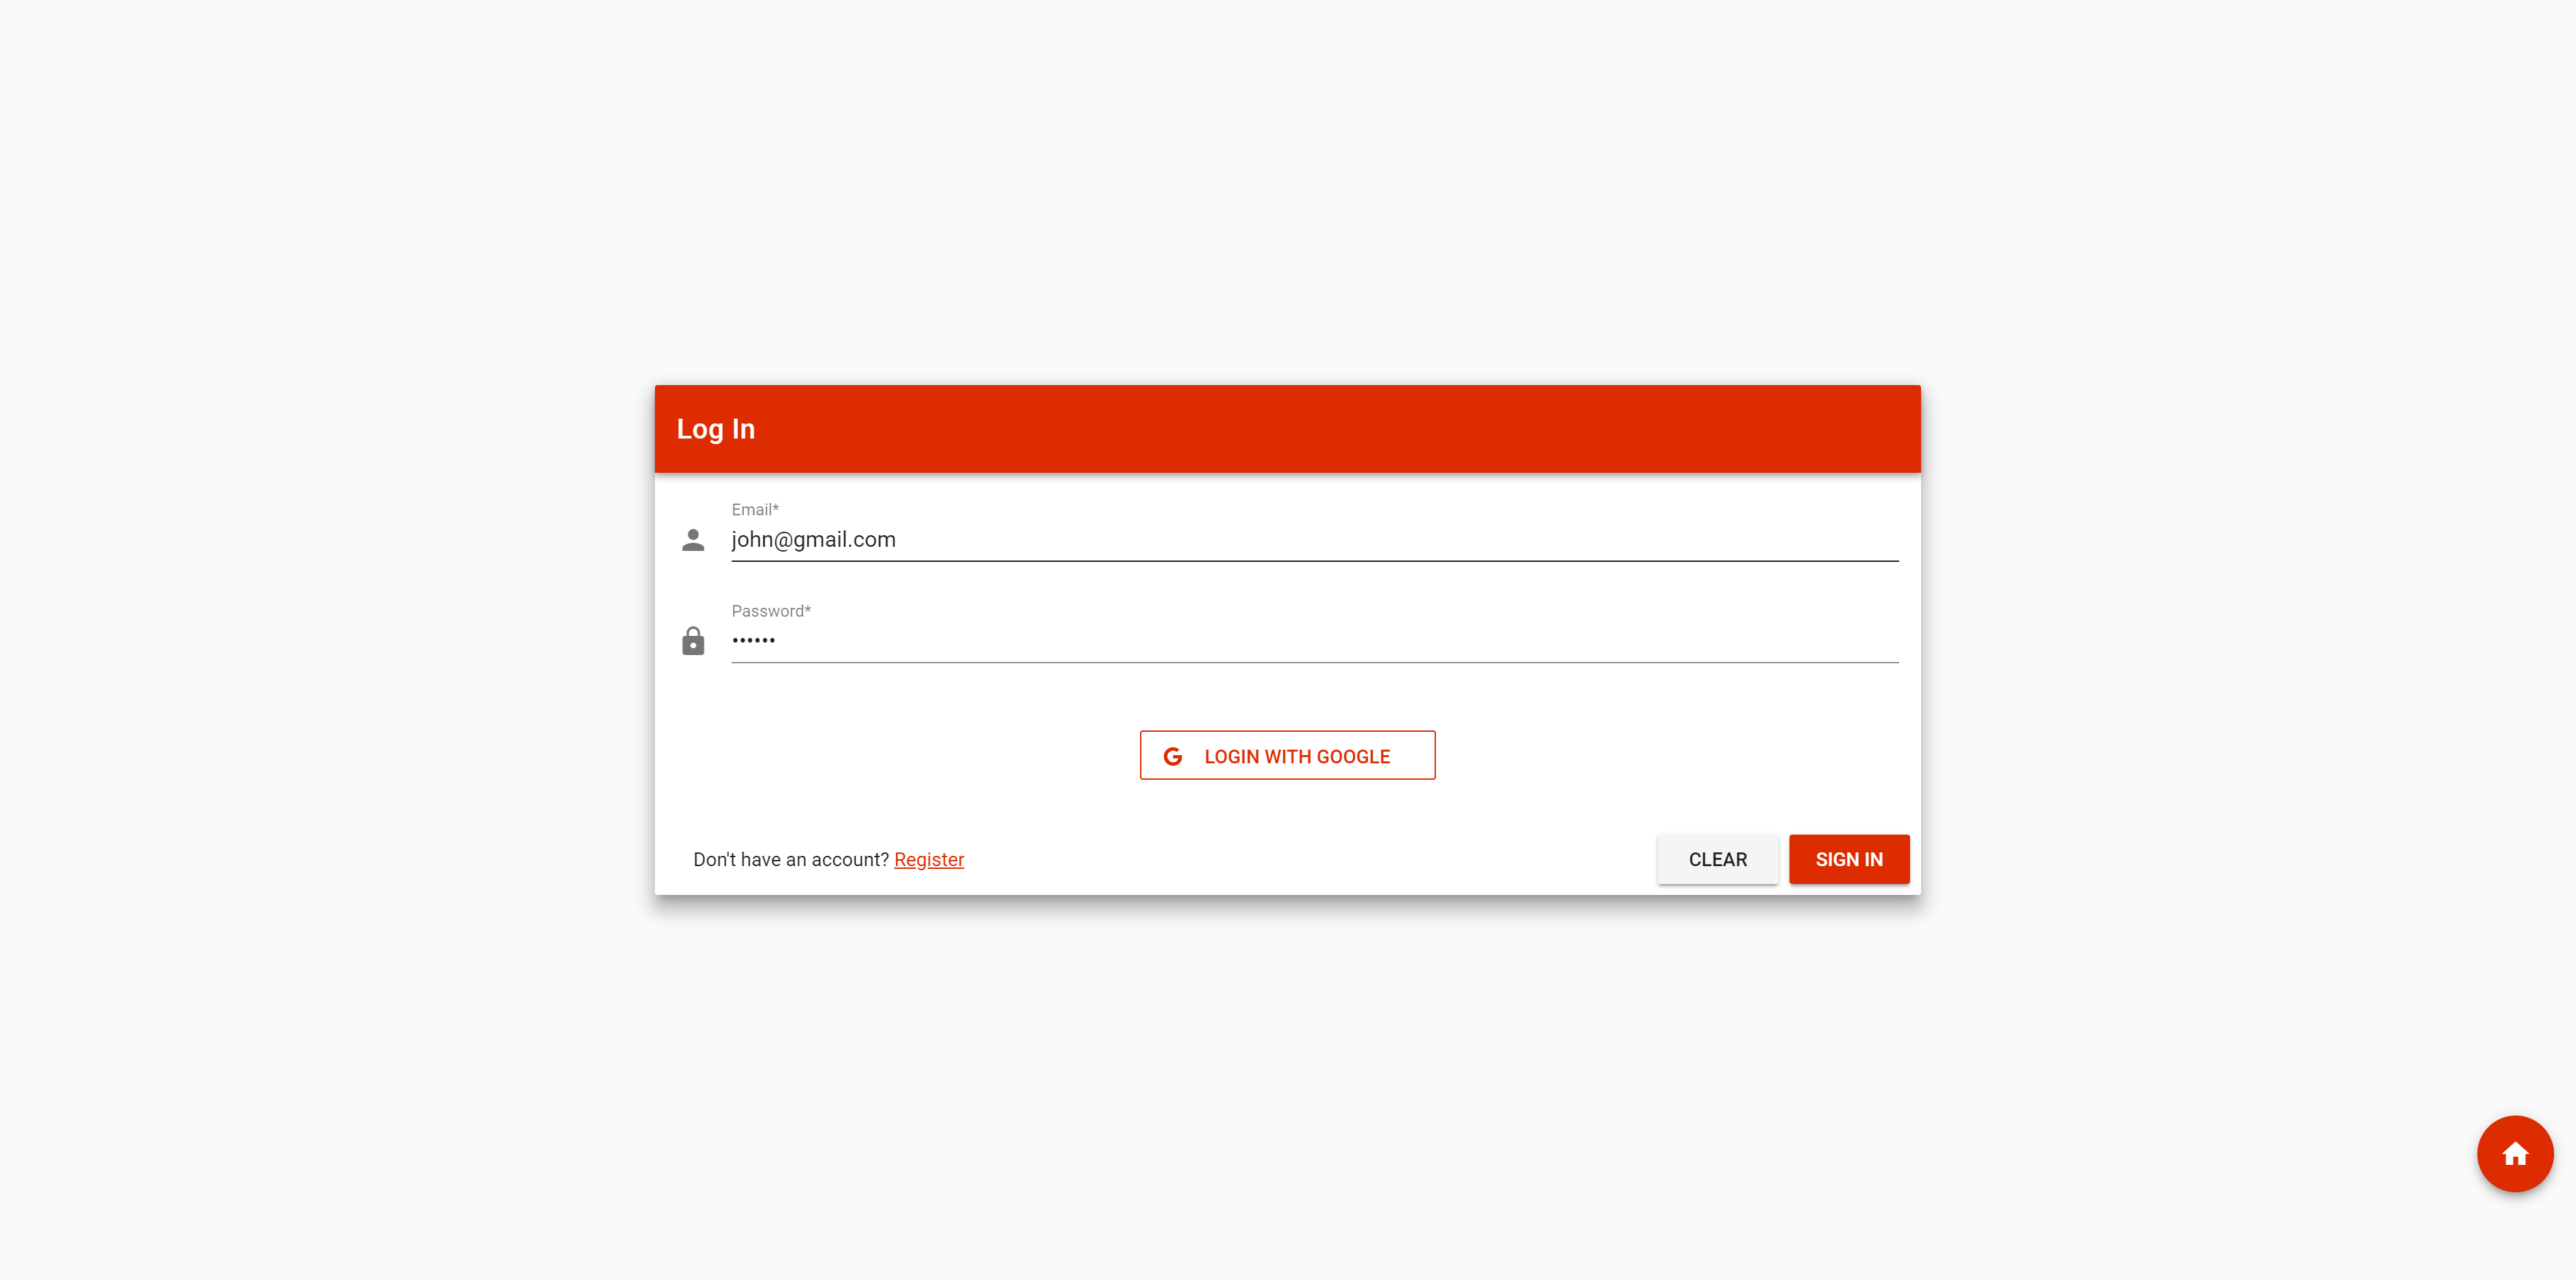 Log In
Email*
john@gmail.com
Password*
••••••
LOGIN WITH GOOGLE
Don't have an account? Register
CLEAR
SIGN IN